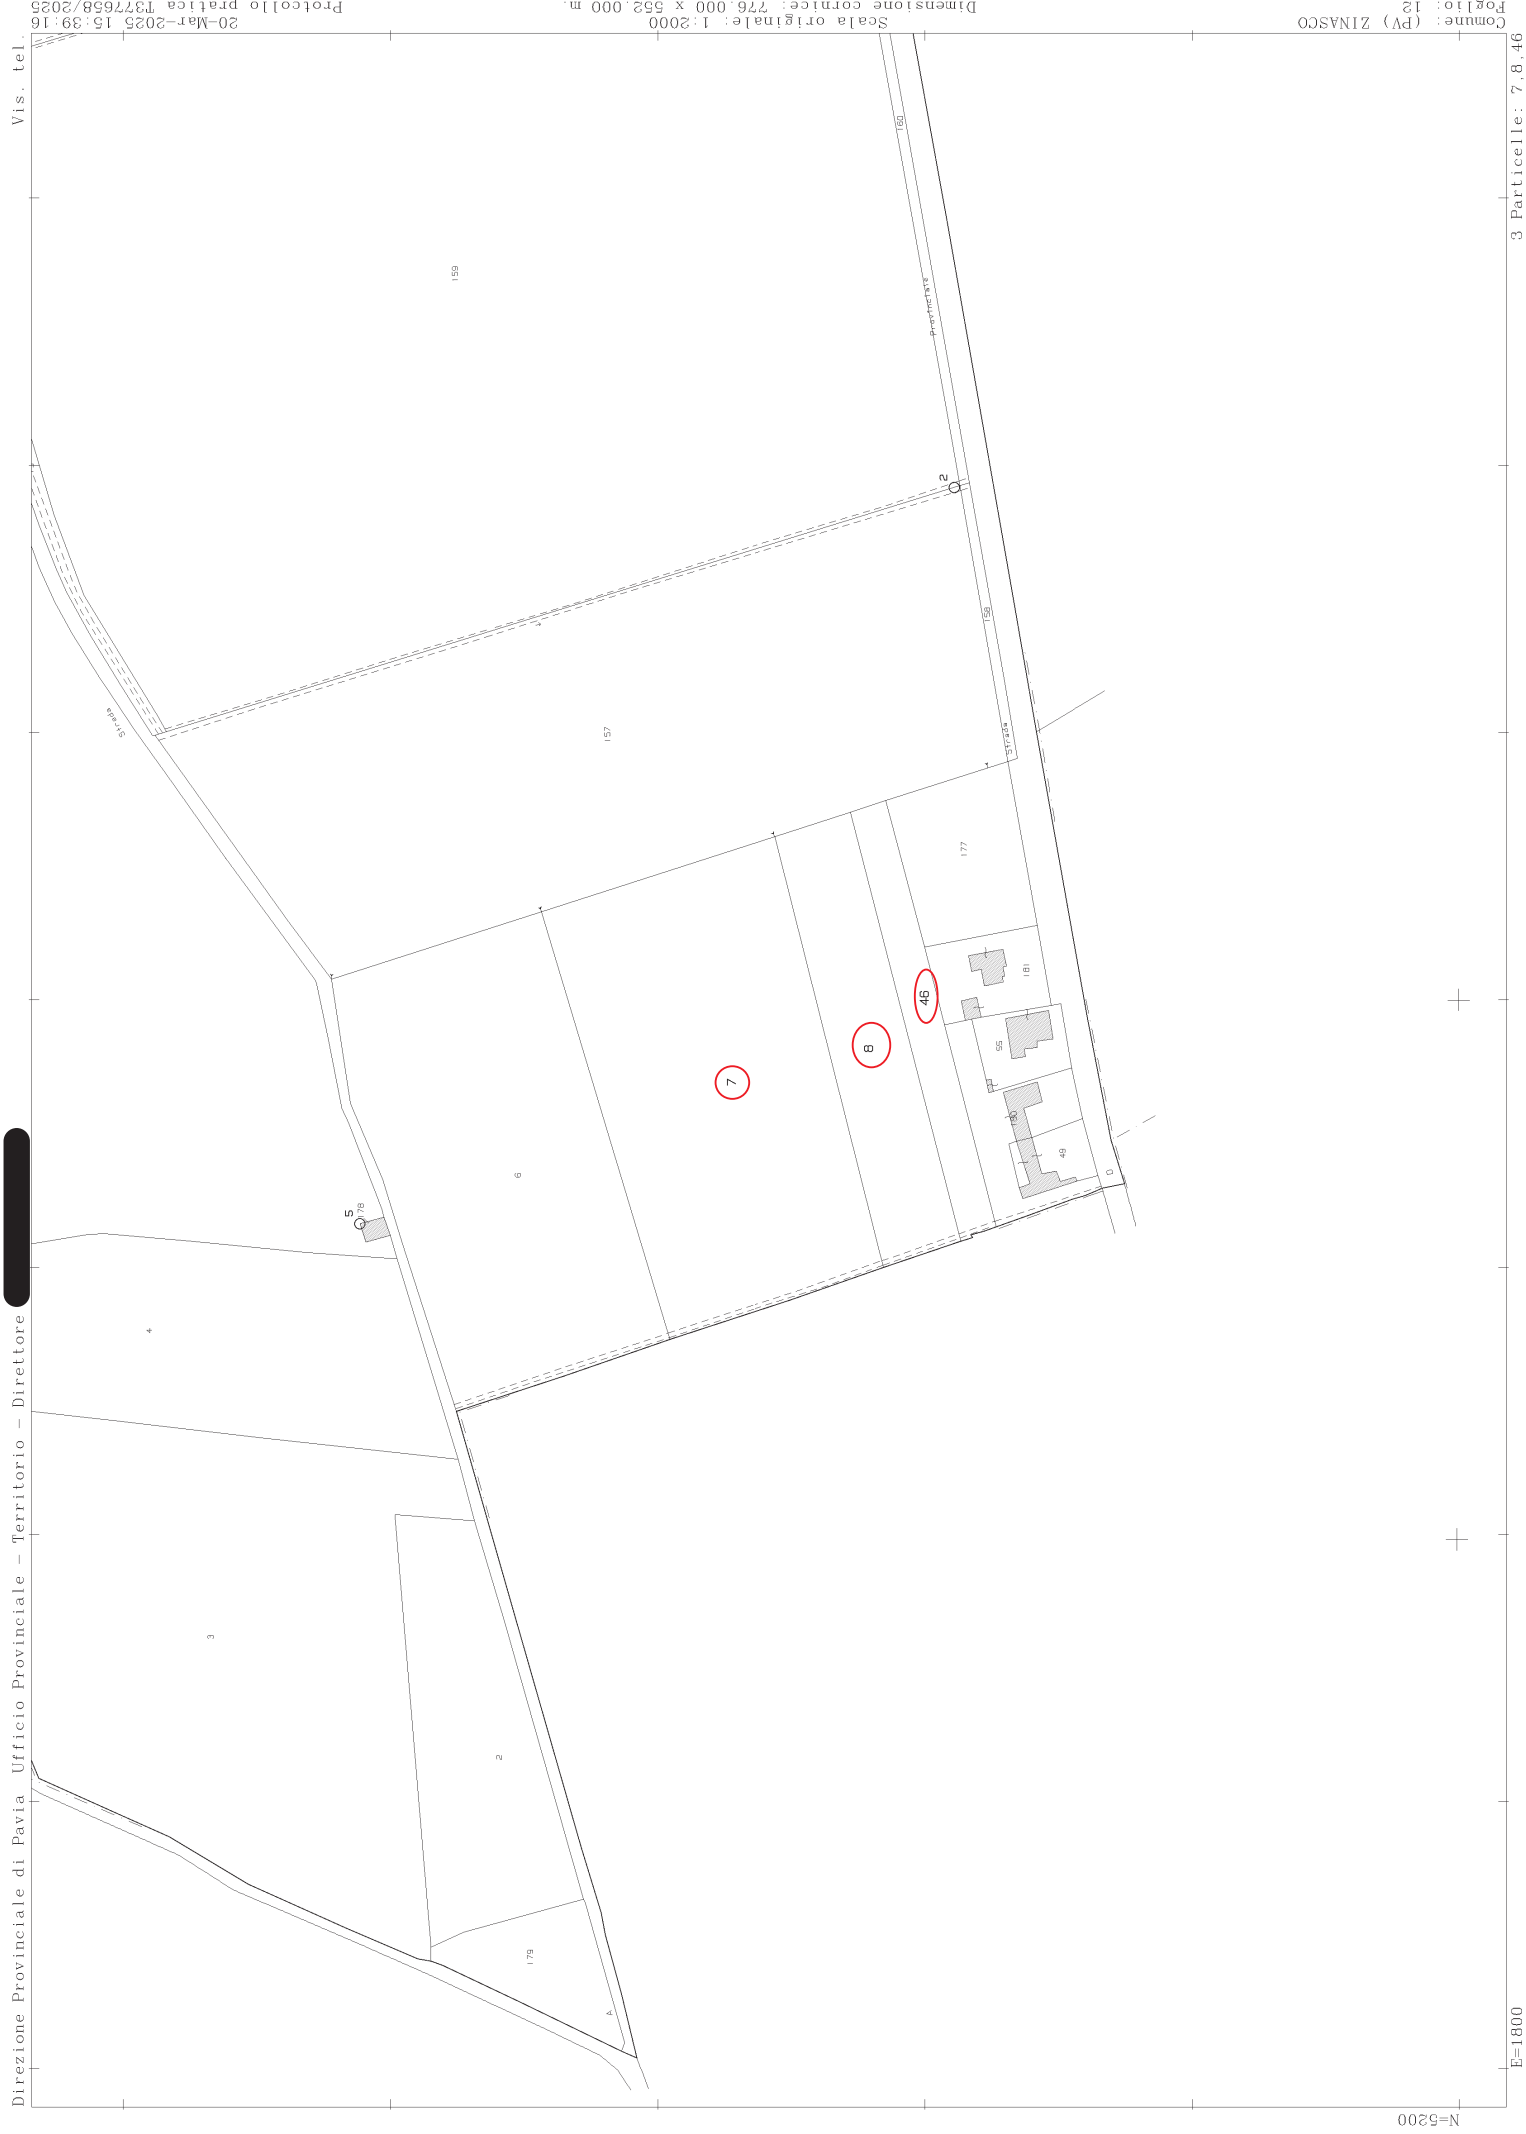 Direzione Provinciale di Pavia Ufficio Provinciale - Territorio - Direttore
Vis. tel.
20-Mar-2025 15:39:16
Protcollo pratica T377658/2025
Scala originale: 1:2000
Dimensione cornice: 776.000 x 552.000 m.
Comune: (PV) ZINASCO
Foglio: 12
3 Particelle: 7,8,46
E=1800
N=5200
160
159
Provinciale
2
158
Strada
157
Strada
177
181
46
55
8
7
180
49
6
178
5
4
3
2
179
A